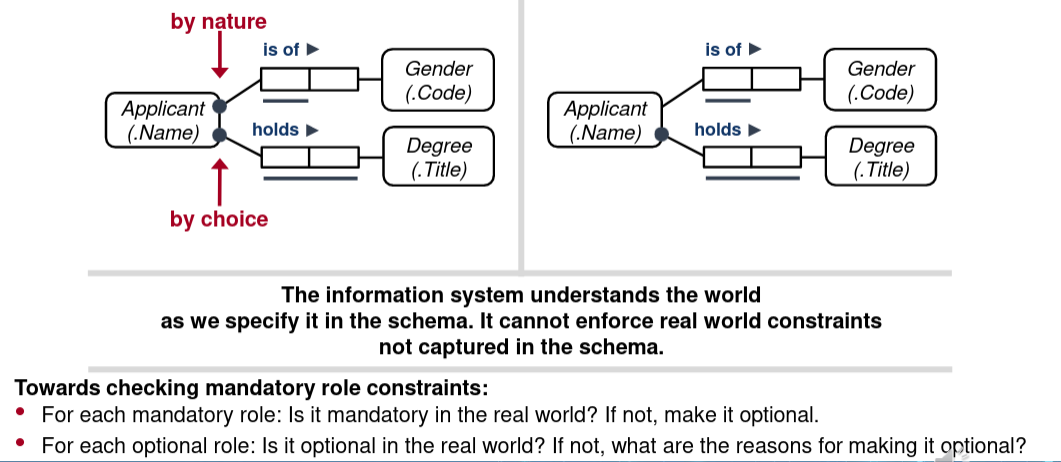 by nature
is of ►
Gender
(.Code)
Applicant
(.Name)
holds ►
Degree
(.Title)
by choice
is of ►
Gender
(.Code)
Applicant
(.Name)
holds ►
Degree
(.Title)
The information system understands the world
as we specify it in the schema. It cannot enforce real world constraints
not captured in the schema.
Towards checking mandatory role constraints:
• For each mandatory role: Is it mandatory in the real world? If not, make it optional.
• For each optional role: Is it optional in the real world? If not, what are the reasons for making it optional?